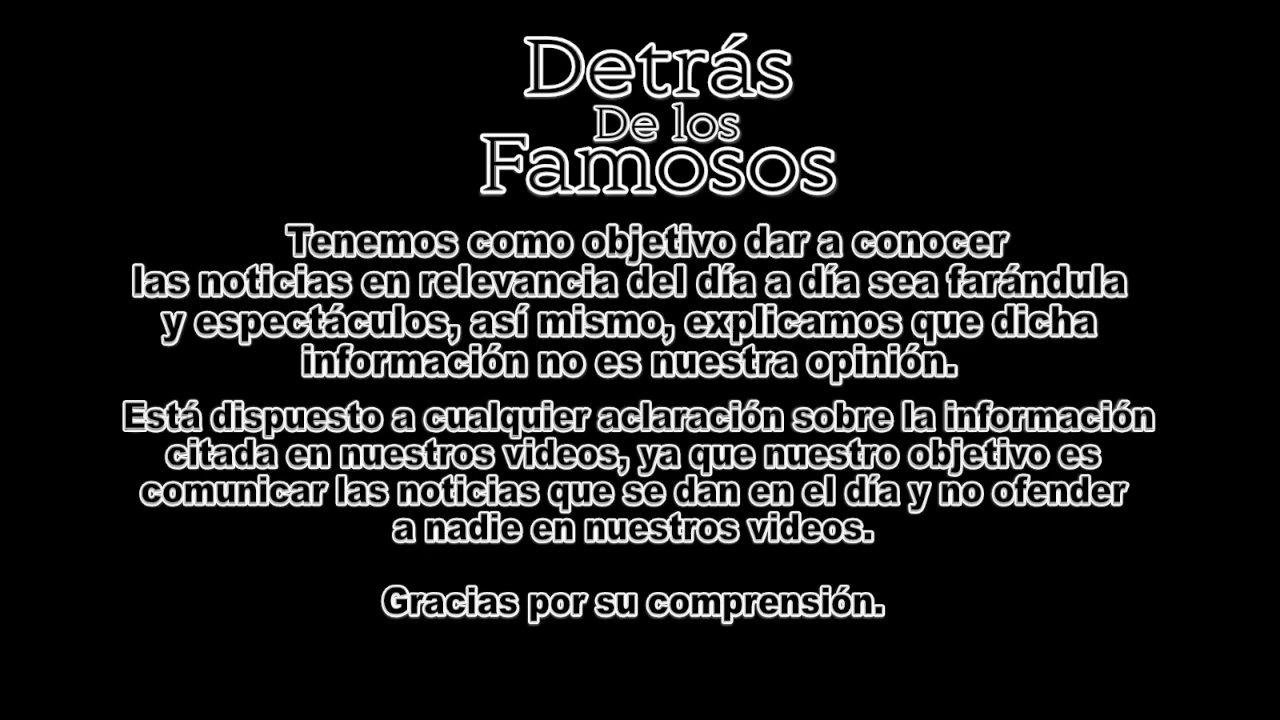 Detrás
De los
Famosos
Tenemos como objetivo dar a conocer
las noticias en relevancia del día a día sea farándula
y espectáculos, así mismo, explicamos que dicha
información no es nuestra opinión.
Está dispuesto a cualquier aclaración sobre la información
citada en nuestros videos, ya que nuestro objetivo es
comunicar las noticias que se dan en el día y no ofender
a nadie en nuestros videos.
Gracias por su comprensión.